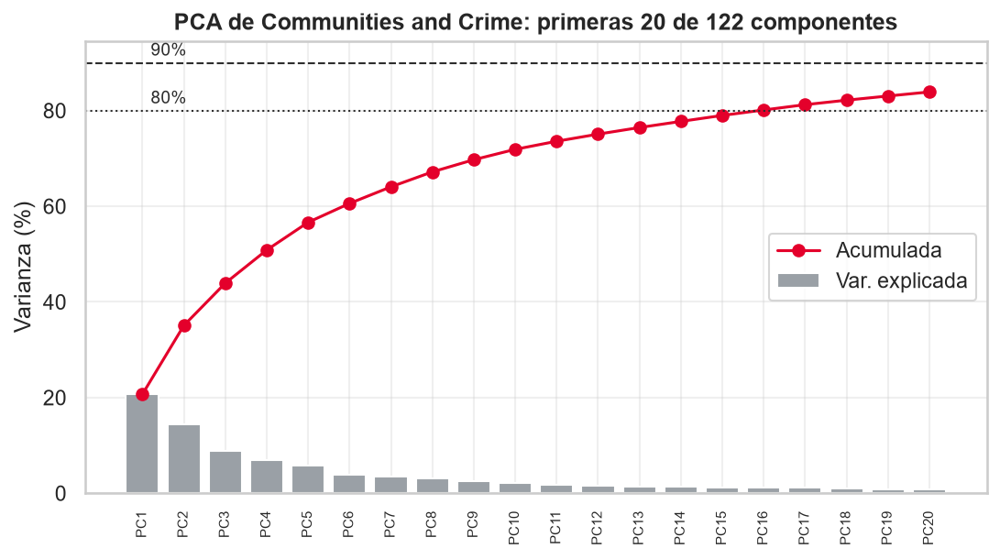 PCA de Communities and Crime: primeras 20 de 122 componentes
90%
80%
80
60
40
20
0
Varianza (%)
Acumulada
Var. explicada
PC1
PC2
PC3
PC4
PC5
PC6
PC7
PC8
PC9
PC10
PC11
PC12
PC13
PC14
PC15
PC16
PC17
PC18
PC19
PC20